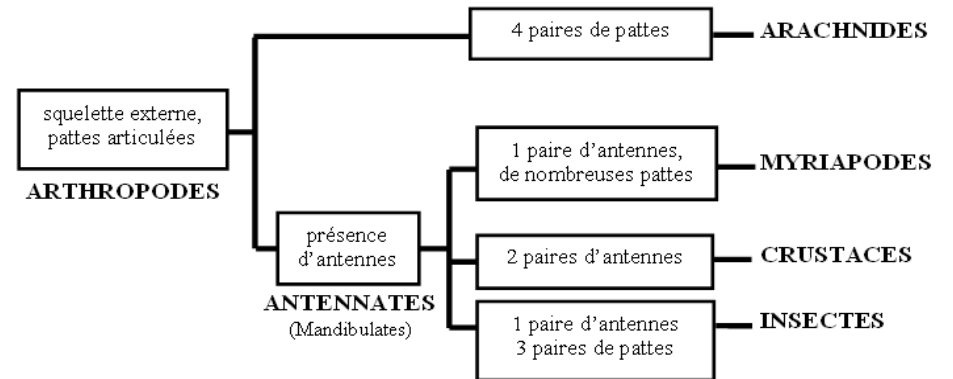 4 paires de pattes
ARACHNIDES
squelette externe,
pattes articulées
ARTHROPODES
1 paire d'antennes,
de nombreuses pattes
MYRIAPODES
présence
d'antennes
ANTENNATES
(Mandibulates)
2 paires d'antennes
CRUSTACES
1 paire d'antennes
3 paires de pattes
INSECTES